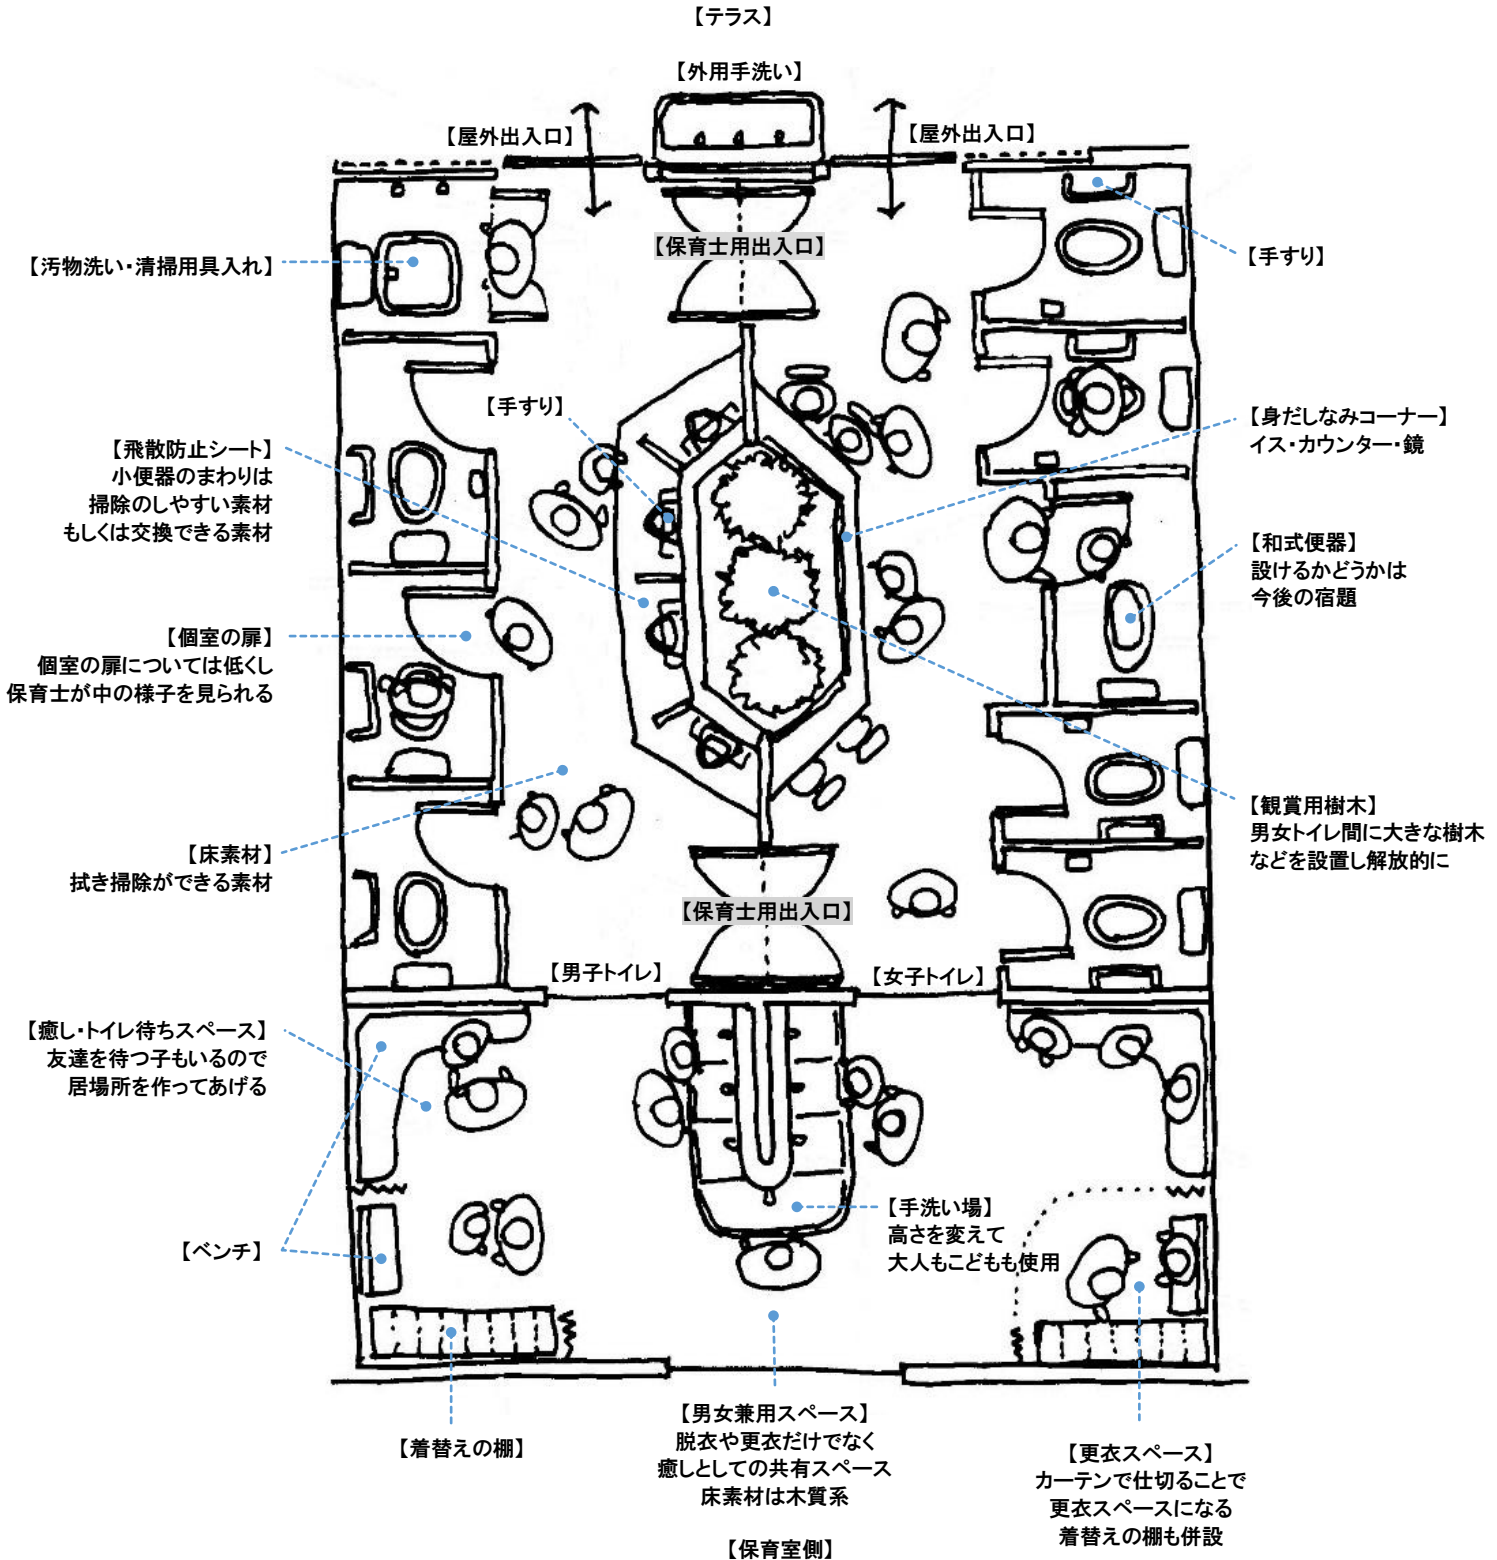 【テラス】
【外用手洗い】
【屋外出入口】
【屋外出入口】
【保育士用出入口】
【汚物洗い・清掃用具入れ】
【手すり】
【手すり】
【飛散防止シート】
小便器のまわりは
掃除のしやすい素材
もしくは交換できる素材
【身だしなみコーナー】
イス・カウンター・鏡
【和式便器】
設けるかどうかは
今後の宿題
【個室の扉】
個室の扉については低くし
保育士が中の様子を見られる
【観賞用樹木】
男女トイレ間に大きな樹木
などを設置し解放的に
【床素材】
拭き掃除ができる素材
【保育士用出入口】
【男子トイレ】
【女子トイレ】
【癒し・トイレ待ちスペース】
友達を待つ子もいるので
居場所を作ってあげる
【手洗い場】
高さを変えて
大人もこどもも使用
【ベンチ】
【着替えの棚】
【男女兼用スペース】
脱衣や更衣だけでなく
癒しとしての共有スペース
床素材は木質系
【更衣スペース】
カーテンで仕切ることで
更衣スペースになる
着替えの棚も併設
【保育室側】